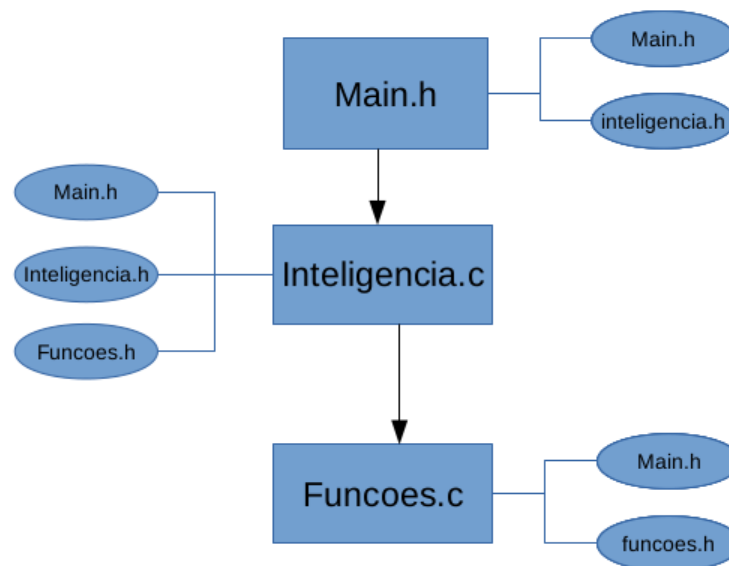 Main.h
Main.h
inteligencia.h
Main.h
Inteligencia.h
Funcoes.h
Inteligencia.c
Funcoes.c
Main.h
funcoes.h